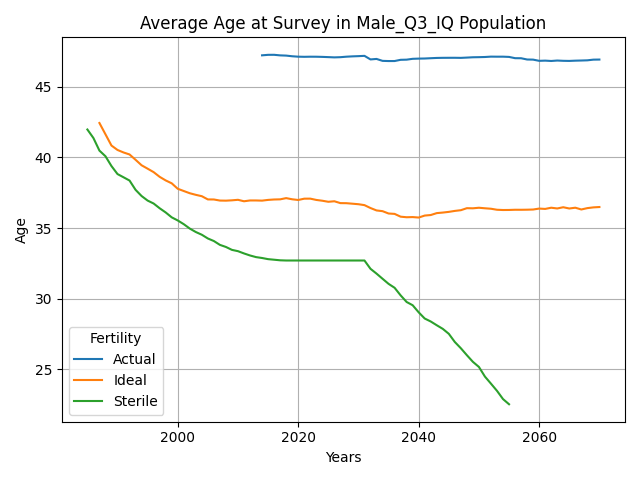 Average Age at Survey in Male_Q3_IQ Population
Age
45
40
35
30
25
Fertility
Actual
Ideal
Sterile
2000
2020
2040
2060
Years